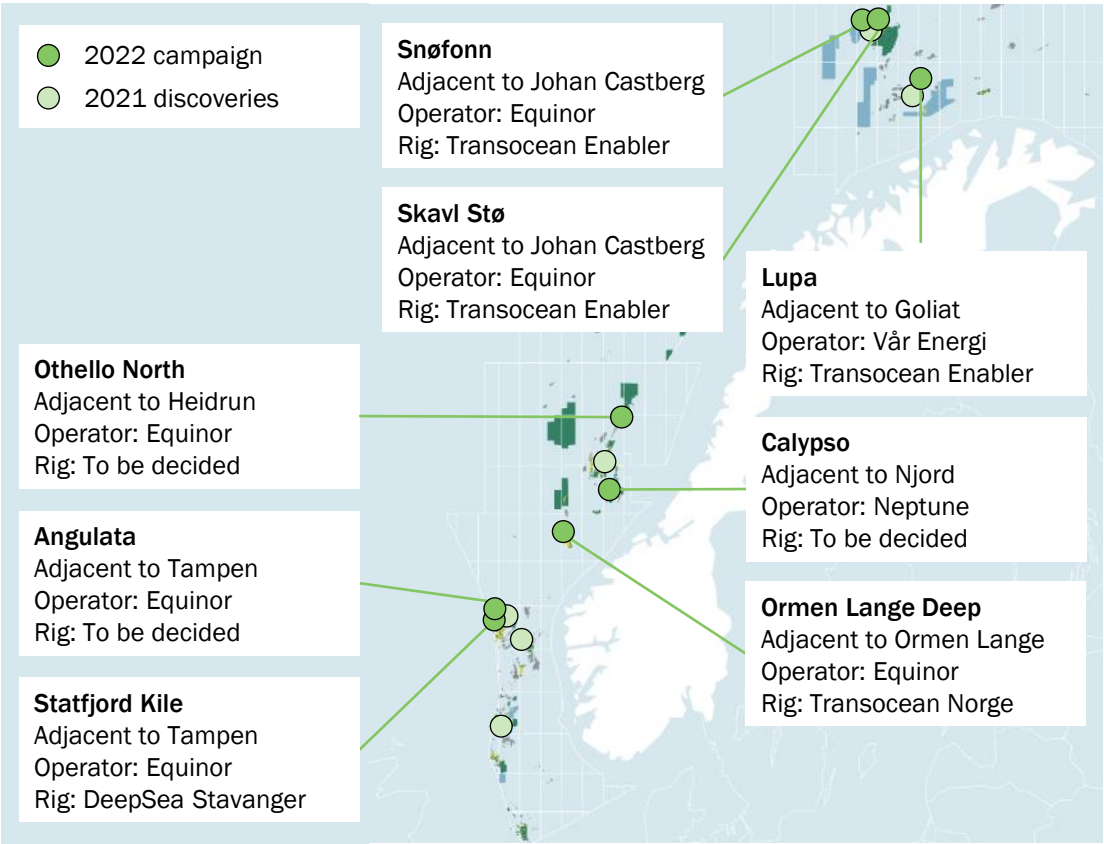 2022 campaign
2021 discoveries
Snøfonn
Adjacent to Johan Castberg
Operator: Equinor
Rig: Transocean Enabler
Skavl Stø
Adjacent to Johan Castberg
Operator: Equinor
Rig: Transocean Enabler
Lupa
Adjacent to Goliat
Operator: Vår Energi
Rig: Transocean Enabler
Othello North
Adjacent to Heidrun
Operator: Equinor
Rig: To be decided
Calypso
Adjacent to Njord
Operator: Neptune
Rig: To be decided
Angulata
Adjacent to Tampen
Operator: Equinor
Rig: To be decided
Ormen Lange Deep
Adjacent to Ormen Lange
Operator: Equinor
Rig: Transocean Norge
Statfjord Kile
Adjacent to Tampen
Operator: Equinor
Rig: DeepSea Stavanger